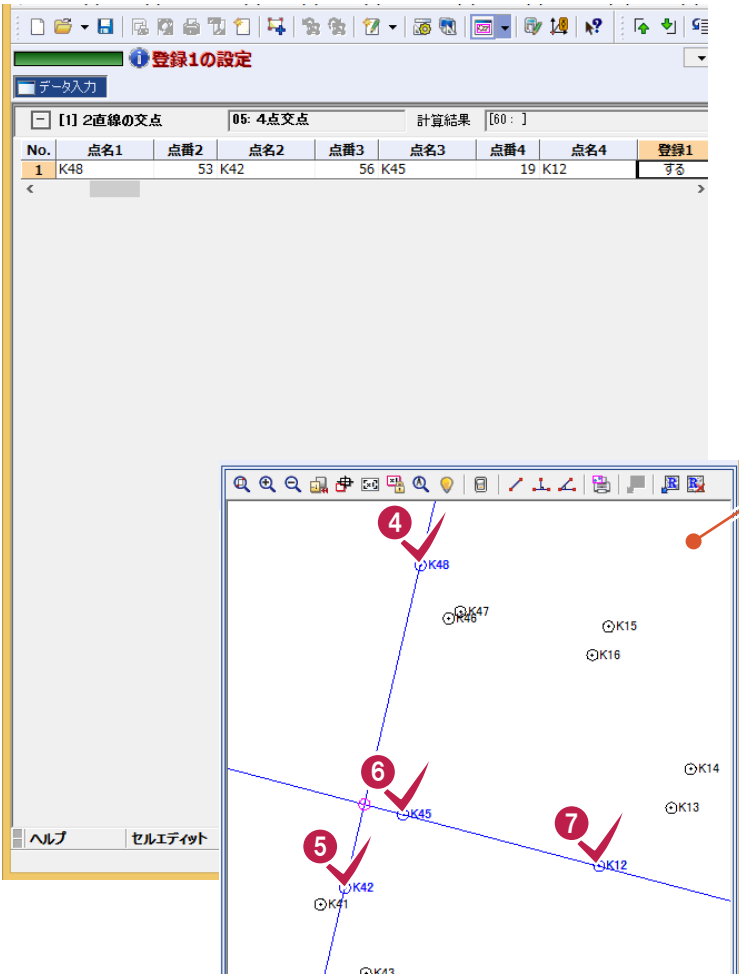 登録1の設定
データ入力
[1] 2直線の交点 05: 4点交点 計算結果 [60: ]
No. 点名1 点番2 点名2 点番3 点名3 点番4 点名4 登録1
1 K48 53 K42 56 K45 19 K12 する
4
K48
K47
K46
K15
K16
6
K14
K45
K13
7
5
K12
K42
K41
K43
ヘルプ セルエディット